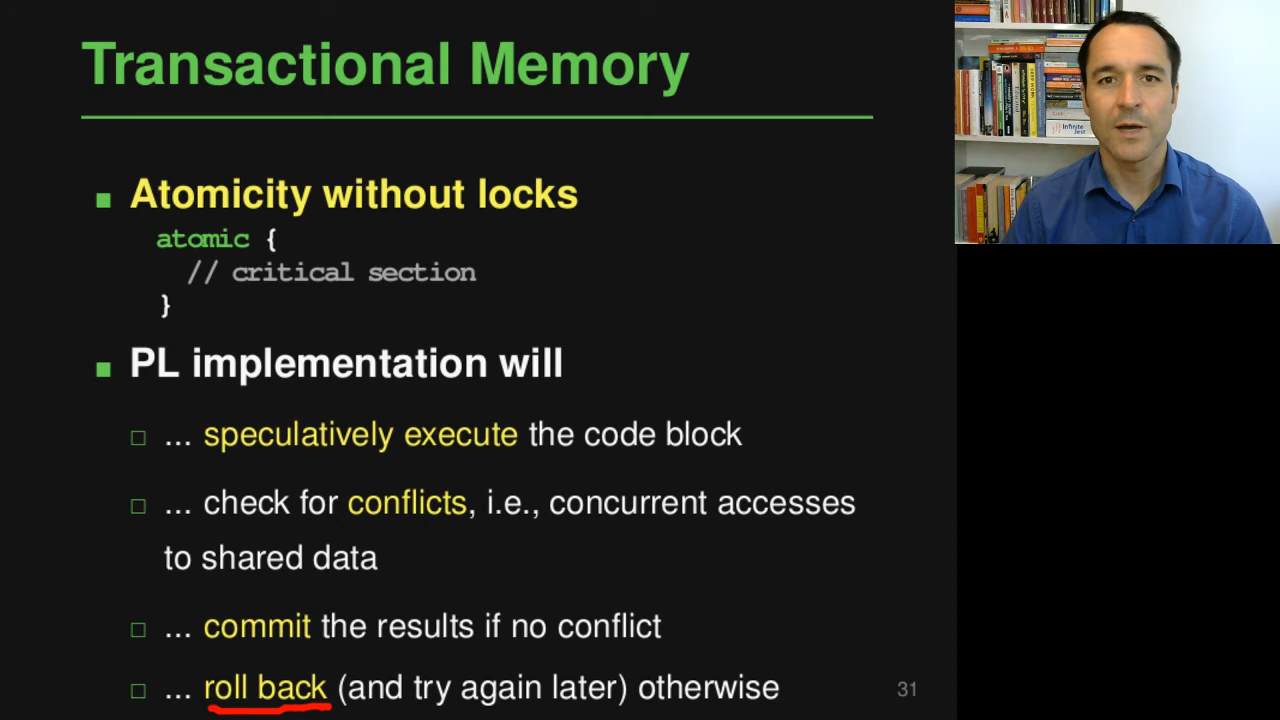 Transactional Memory
Atomicity without locks
atomic {
// critical section
}
PL implementation will
... speculatively execute the code block
... check for conflicts, i.e., concurrent accesses
to shared data
... commit the results if no conflict
... roll back (and try again later) otherwise
31
Infinite
Jest